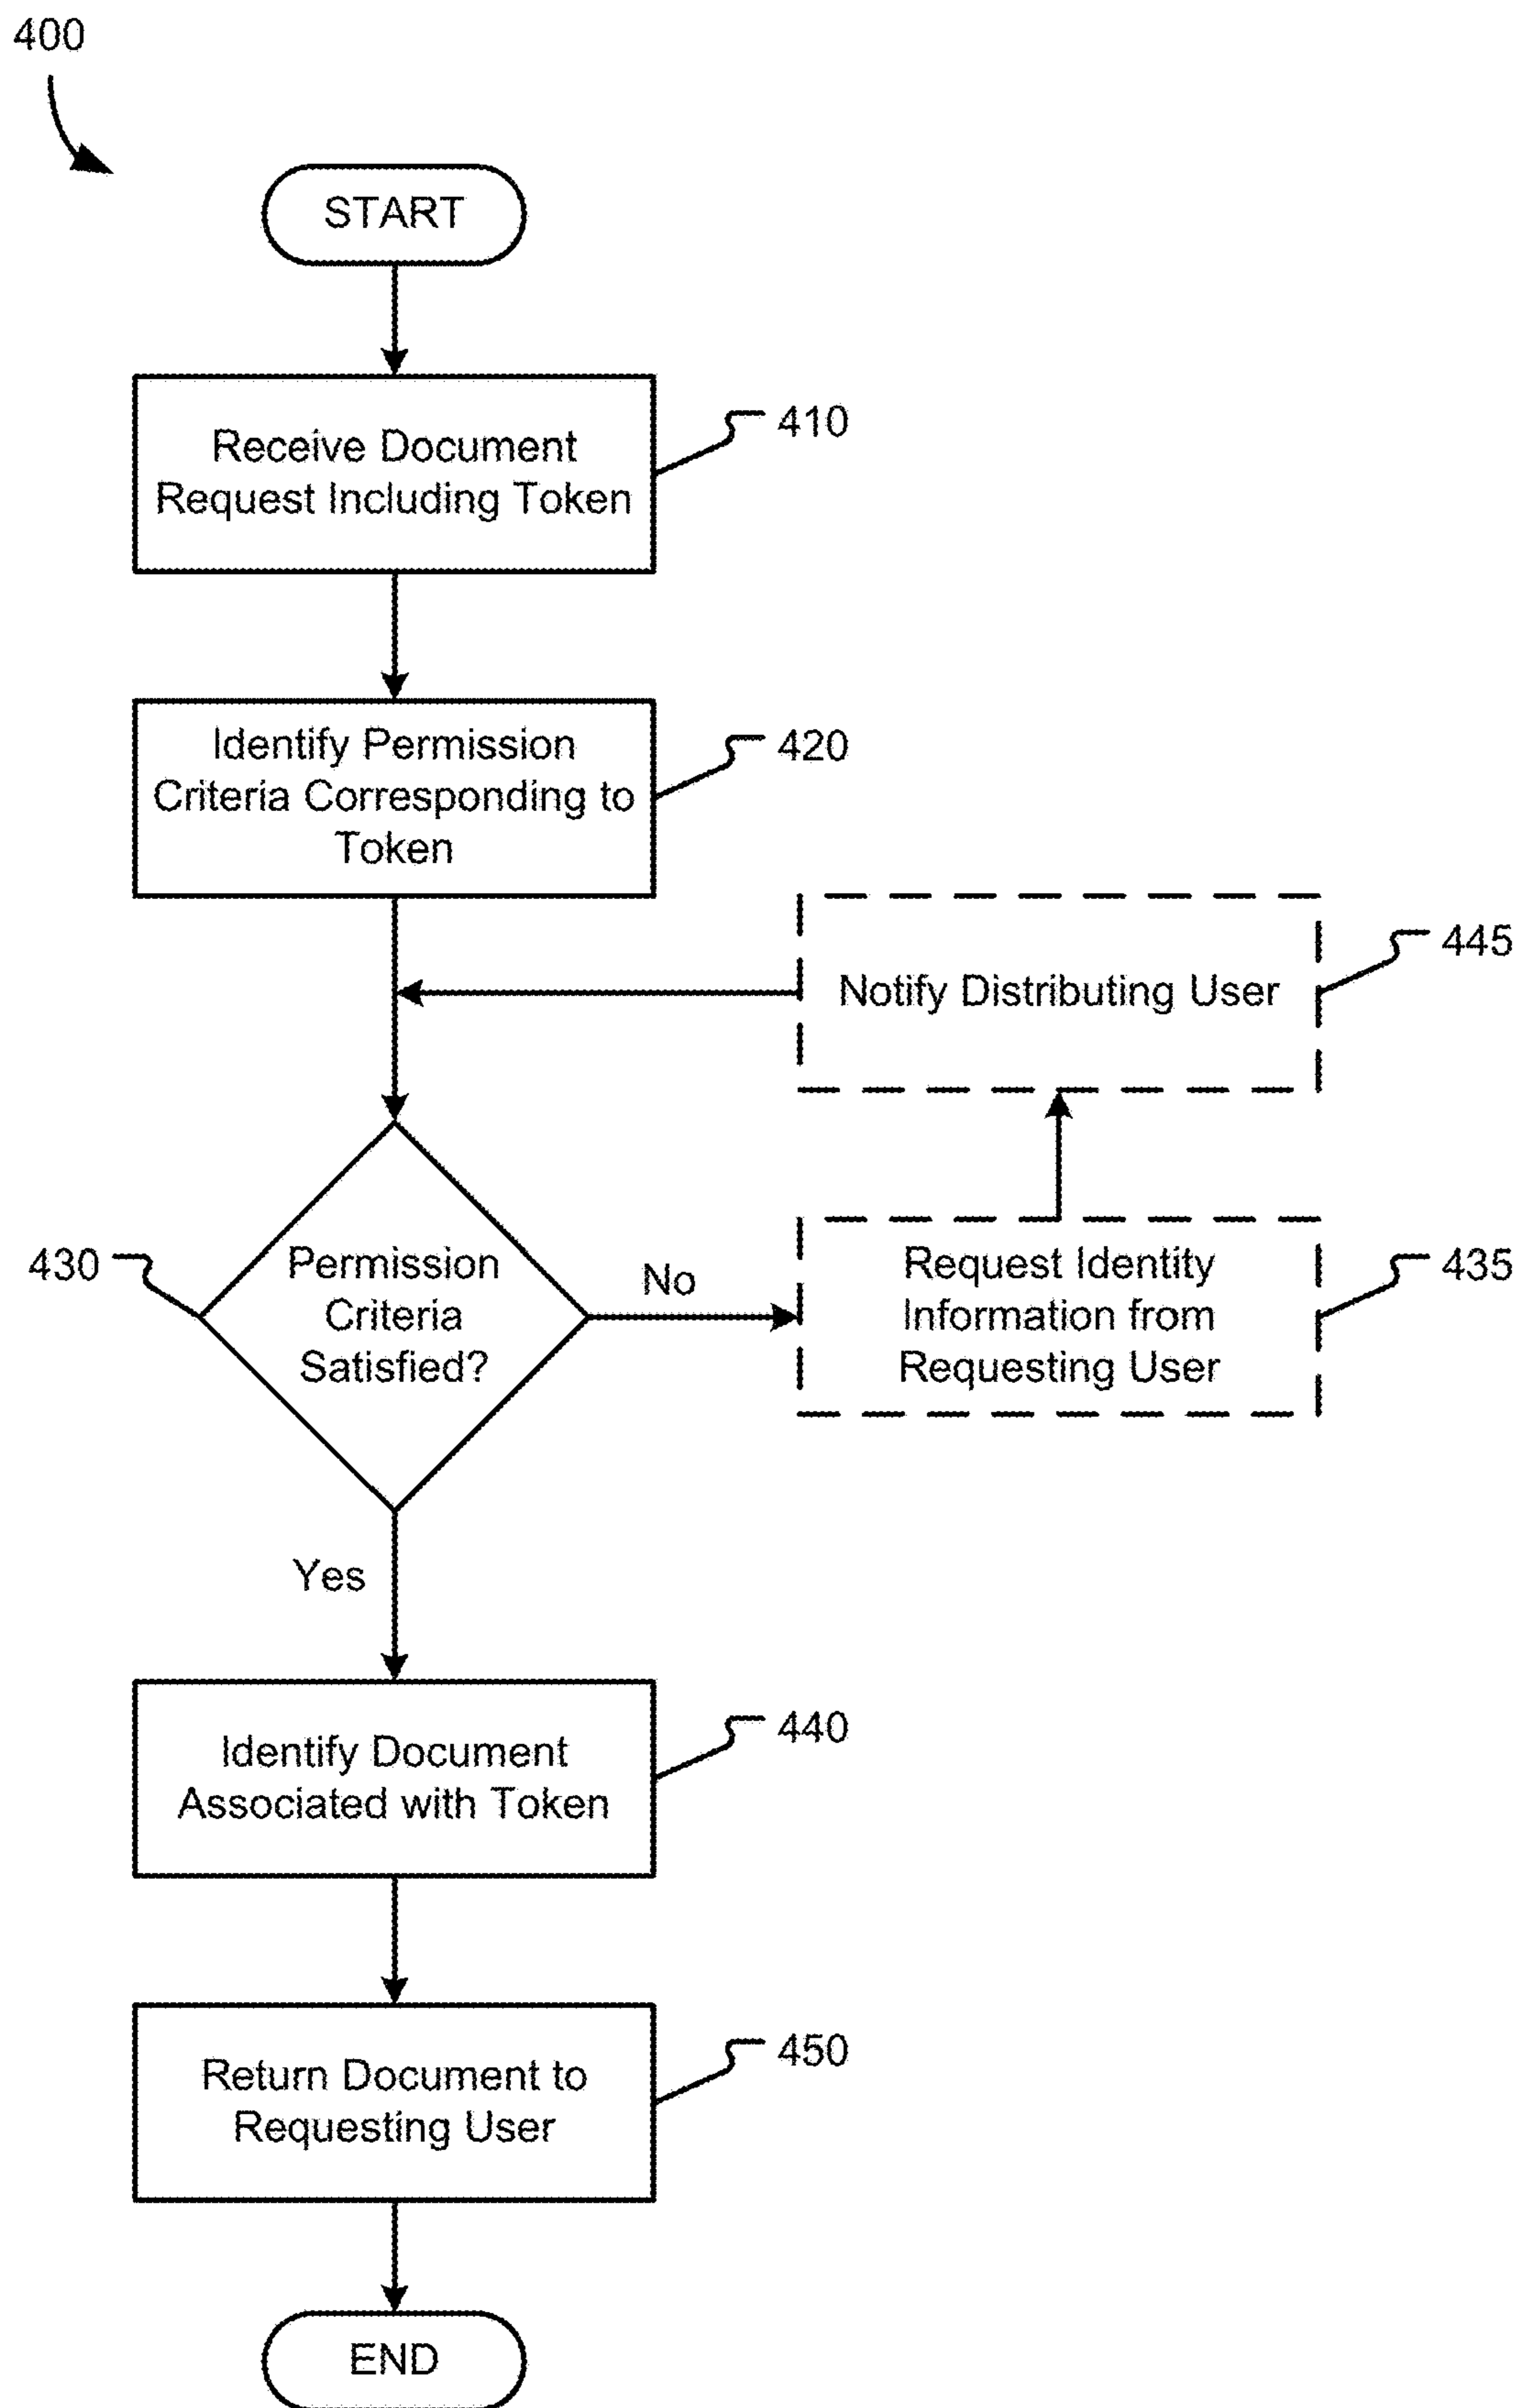 400
START
Receive Document
Request Including Token
410
Identify Permission
Criteria Corresponding to
Token
420
Notify Distributing User
445
430
Permission
Criteria
Satisfied?
No
Request Identity
Information from
Requesting User
435
Yes
Identify Document
Associated with Token
440
Return Document to
Requesting User
450
END